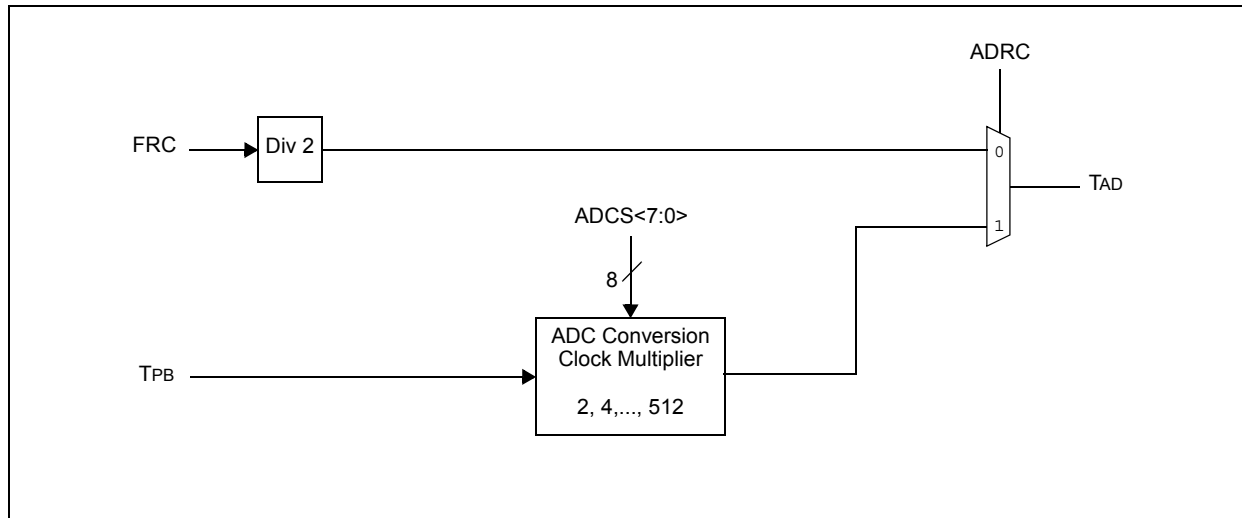 ADRC
FRC
Div 2
0
TAD
ADCS<7:0>
1
8
ADC Conversion
Clock Multiplier
TPB
2, 4,..., 512